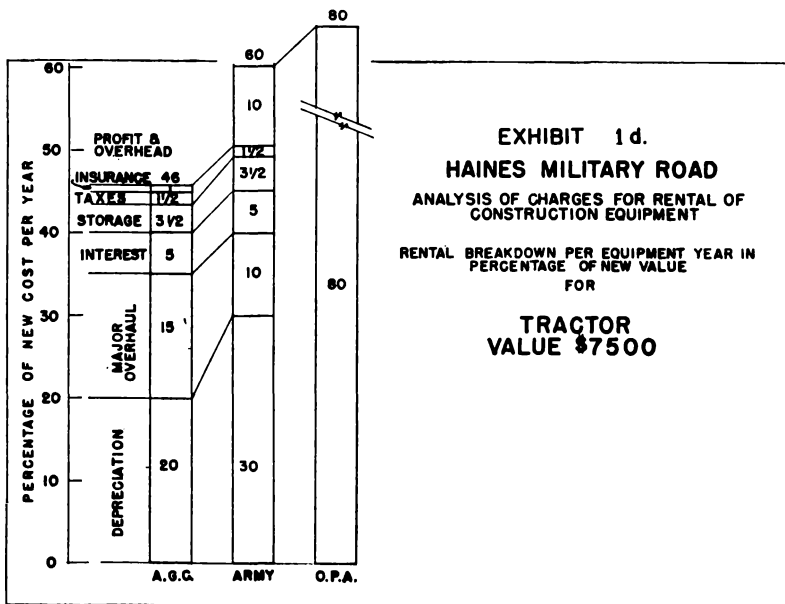 80
60
60
10
PROFIT &
OVERHEAD
50
1 1/2
INSURANCE 46
1
3 1/2
TAXES 1 1/2
STORAGE 3 1/2
40
5
INTEREST 5
10
80
30
MAJOR
OVERHAUL
15
20
DEPRECIATION
20
30
10
0
A.G.C. ARMY O.P.A.
PERCENTAGE OF NEW COST PER YEAR
EXHIBIT 1d.
HAINES MILITARY ROAD
ANALYSIS OF CHARGES FOR RENTAL OF
CONSTRUCTION EQUIPMENT
RENTAL BREAKDOWN PER EQUIPMENT YEAR IN
PERCENTAGE OF NEW VALUE
FOR
TRACTOR
VALUE $7500